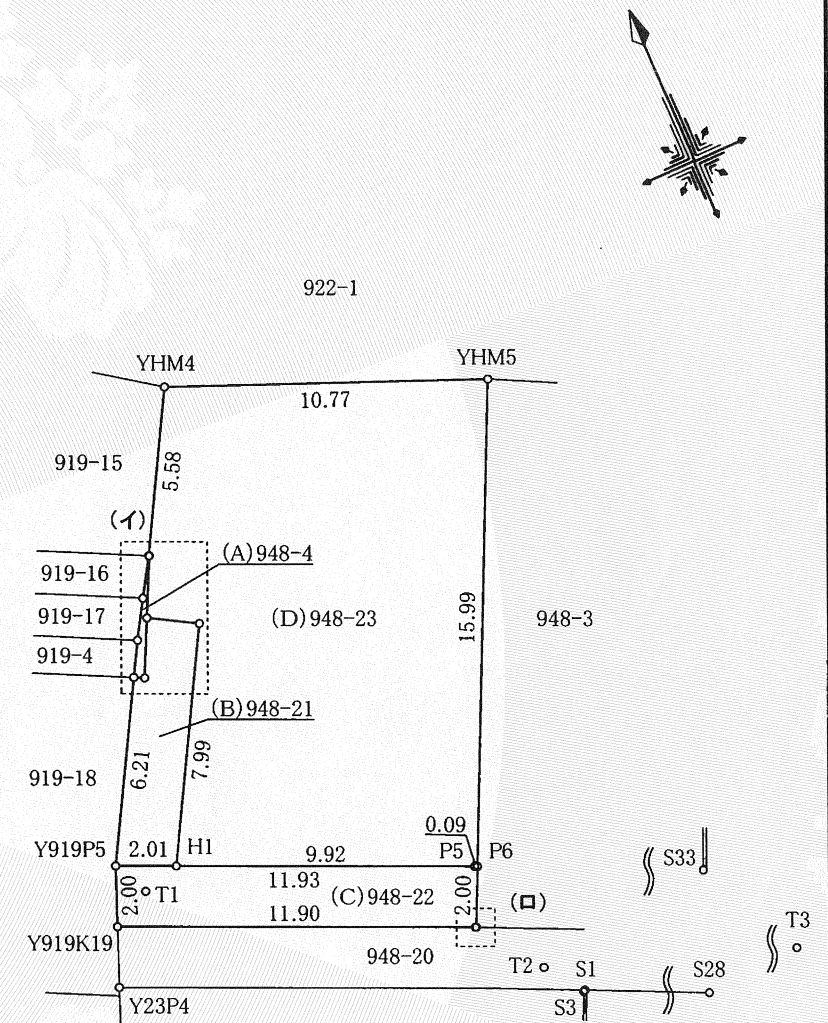 922-1
YHM4
YHM5
10.77
919-15
5.58
(イ)
(A)948-4
919-16
919-17
(D)948-23
15.99
948-3
919-4
(B)948-21
6.21
7.99
919-18
0.09
Y919P5
2.01
H1
9.92
P5
P6
S33
11.93
2.00
T1
(C)948-22
2.00
(ロ)
11.90
T3
Y919K19
948-20
T2
S1
S28
Y23P4
S3